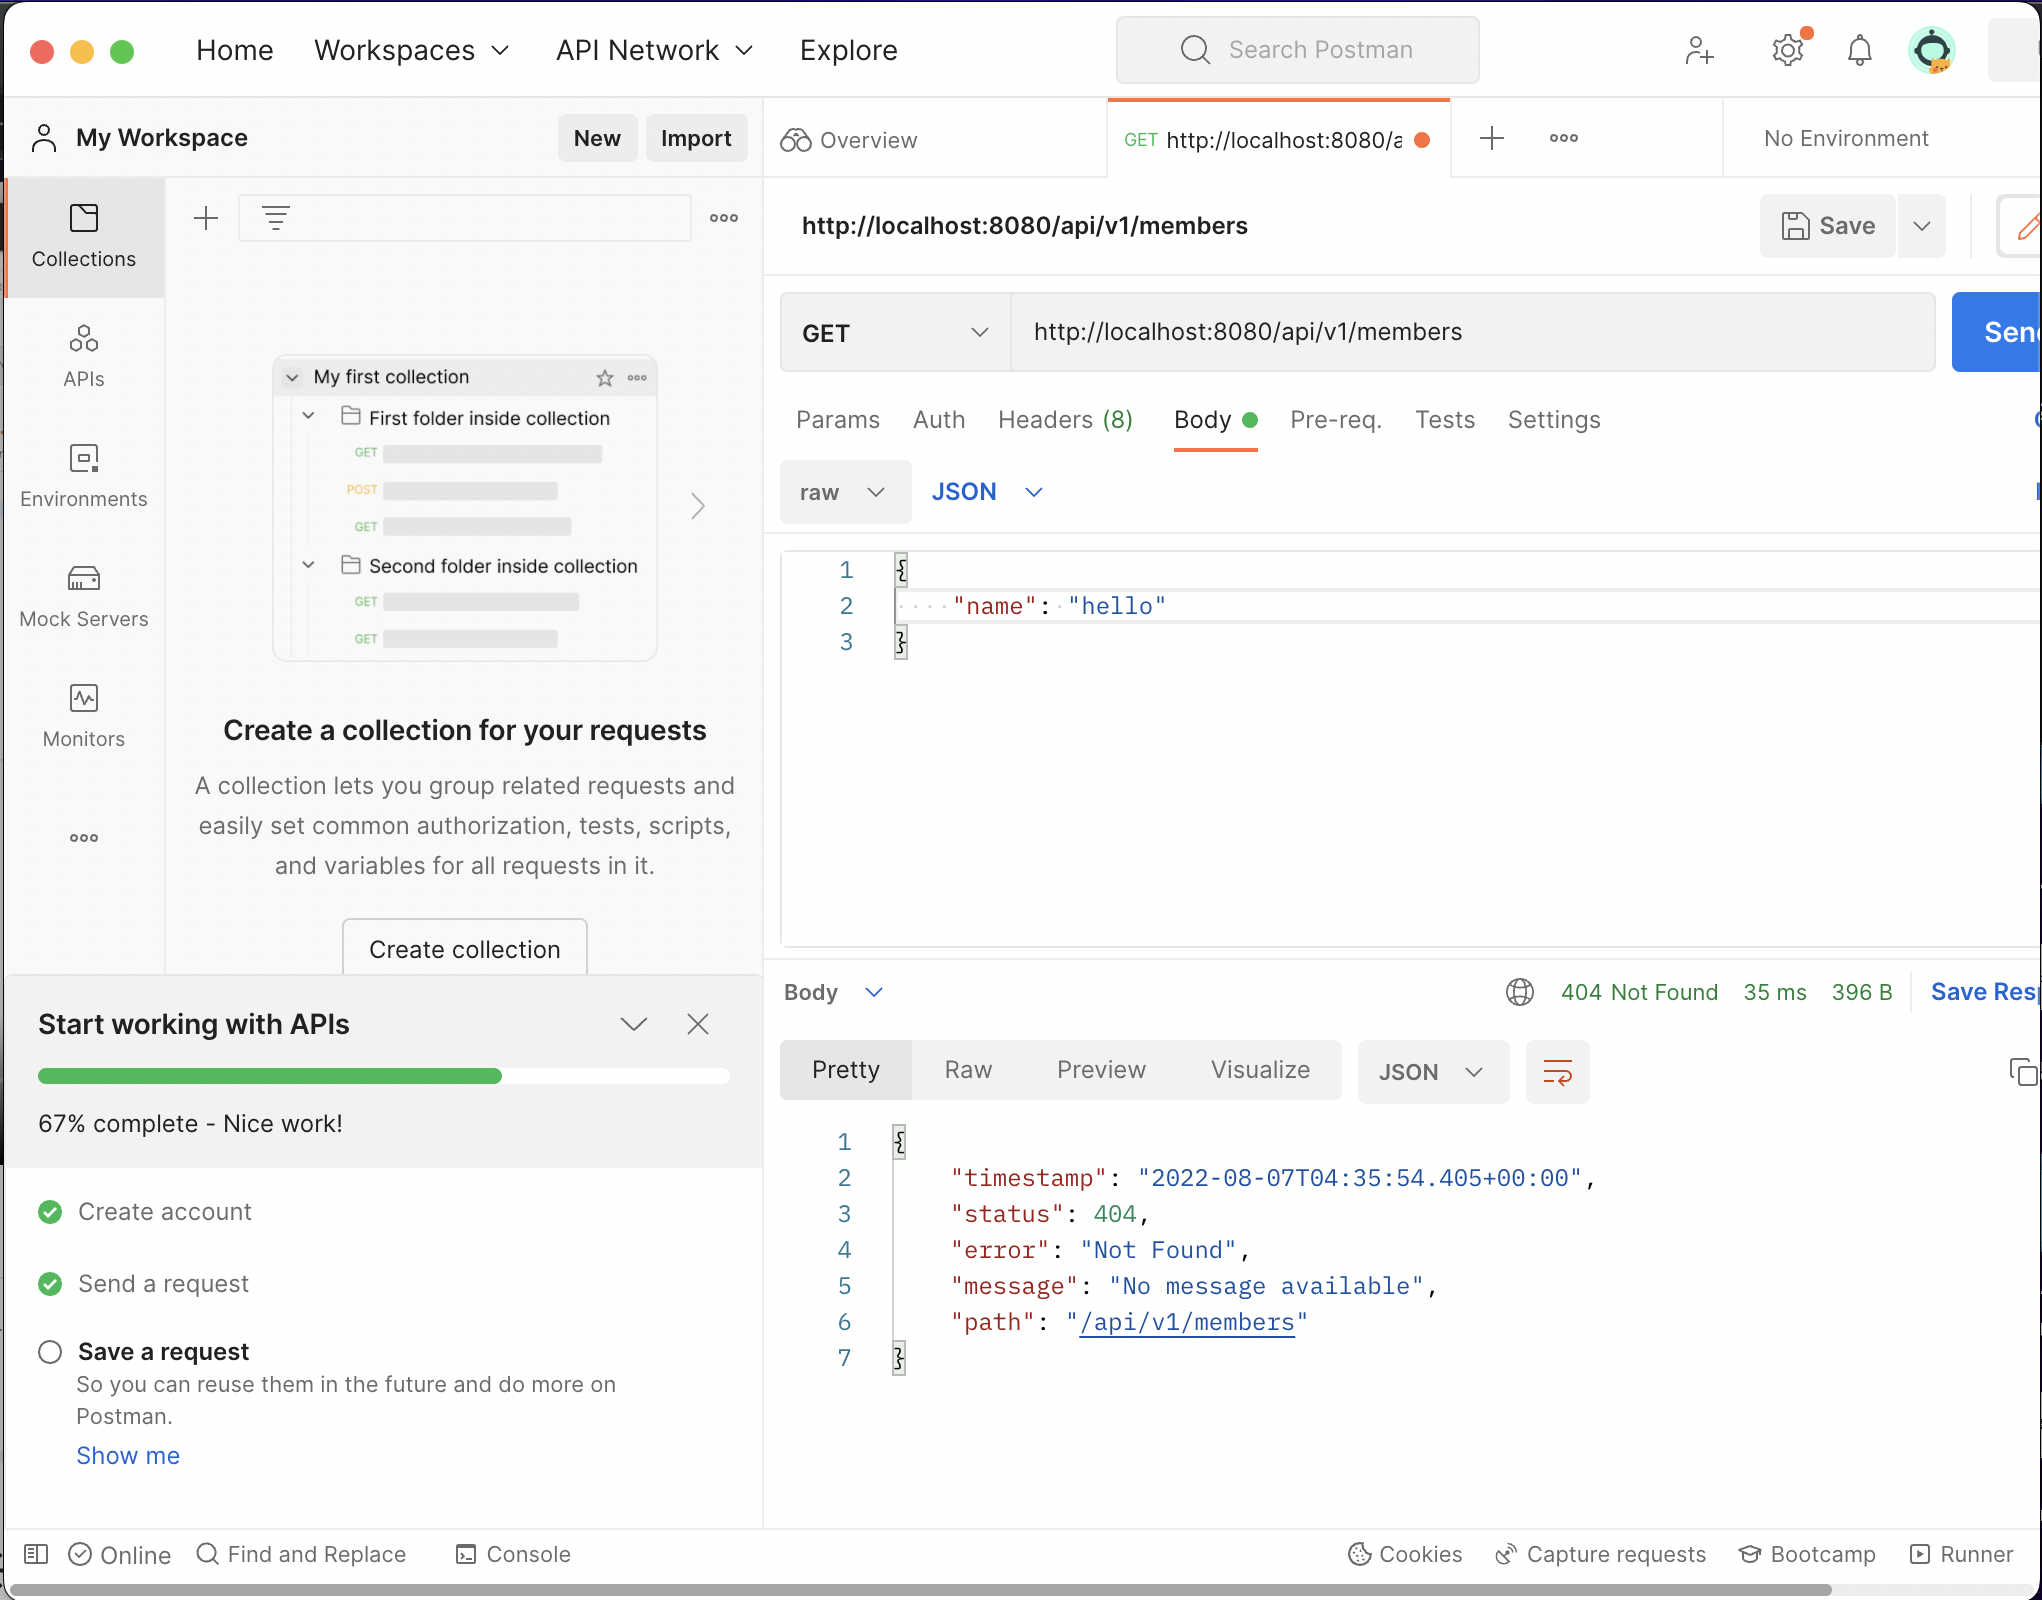 Home Workspaces API Network Explore Search Postman
My Workspace New Import
Overview GET http://localhost:8080/a No Environment
Collections
APIs
Environments
Mock Servers
Monitors
My first collection
First folder inside collection
GET
POST
GET
Second folder inside collection
GET
GET
Create a collection for your requests
A collection lets you group related requests and
easily set common authorization, tests, scripts,
and variables for all requests in it.
Create collection
Start working with APIs
67% complete - Nice work!
Create account
Send a request
Save a request
So you can reuse them in the future and do more on
Postman.
Show me
http://localhost:8080/api/v1/members Save
GET http://localhost:8080/api/v1/members Sen
Params Auth Headers (8) Body Pre-req. Tests Settings
raw JSON
1 {
2 "name": "hello"
3 }
Body 404 Not Found 35 ms 396 B Save Resp
Pretty Raw Preview Visualize JSON
1 {
2 "timestamp": "2022-08-07T04:35:54.405+00:00",
3 "status": 404,
4 "error": "Not Found",
5 "message": "No message available",
6 "path": "/api/v1/members"
7 }
Online Find and Replace Console Cookies Capture requests Bootcamp Runner